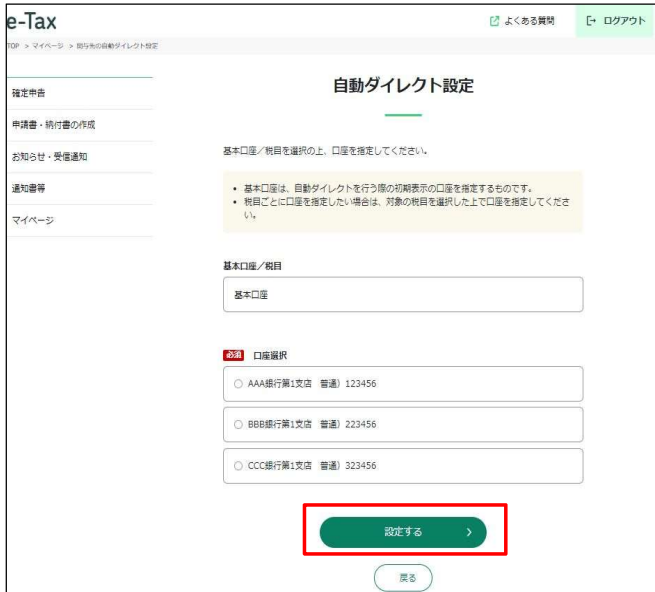 e-Tax
よくある質問
ログアウト
TOP > マイページ > 関与先の自動ダイレクト設定
確定申告
申請書・納付書の作成
お知らせ・受信通知
通知書等
マイページ
自動ダイレクト設定
基本口座／税目を選択の上、口座を指定してください。
• 基本口座は、自動ダイレクトを行う際の初期表示の口座を指定するものです。
• 税目ごとに口座を指定したい場合は、対象の税目を選択した上で口座を指定してくださ
い。
基本口座／税目
基本口座
必須 口座選択
AAA銀行第1支店 普通）123456
BBB銀行第1支店 普通）223456
CCC銀行第1支店 普通）323456
設定する
戻る